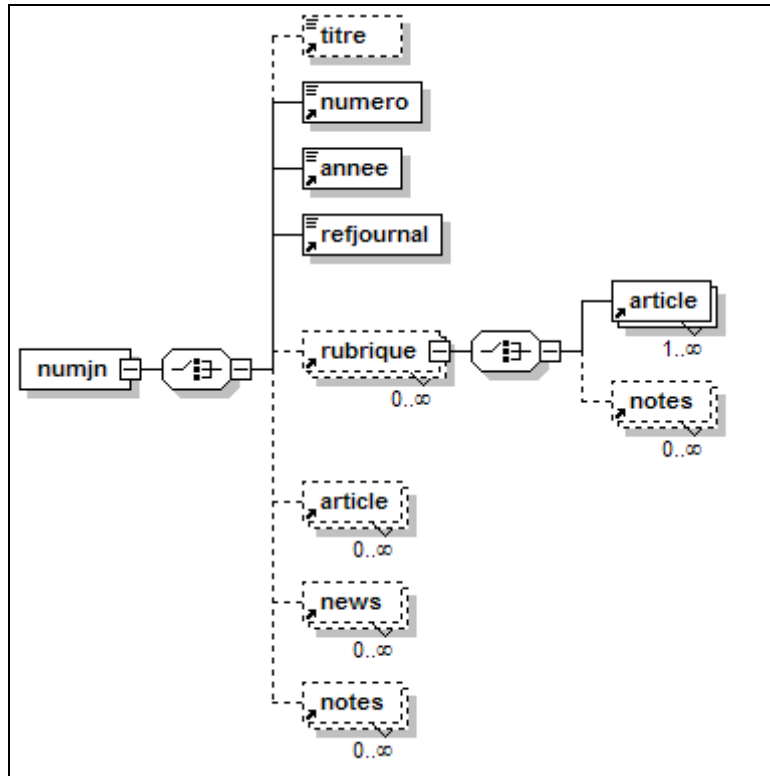 titre
numero
annee
refjournal
article
1..∞
numjn
rubrique
0..∞
notes
0..∞
article
0..∞
news
0..∞
notes
0..∞